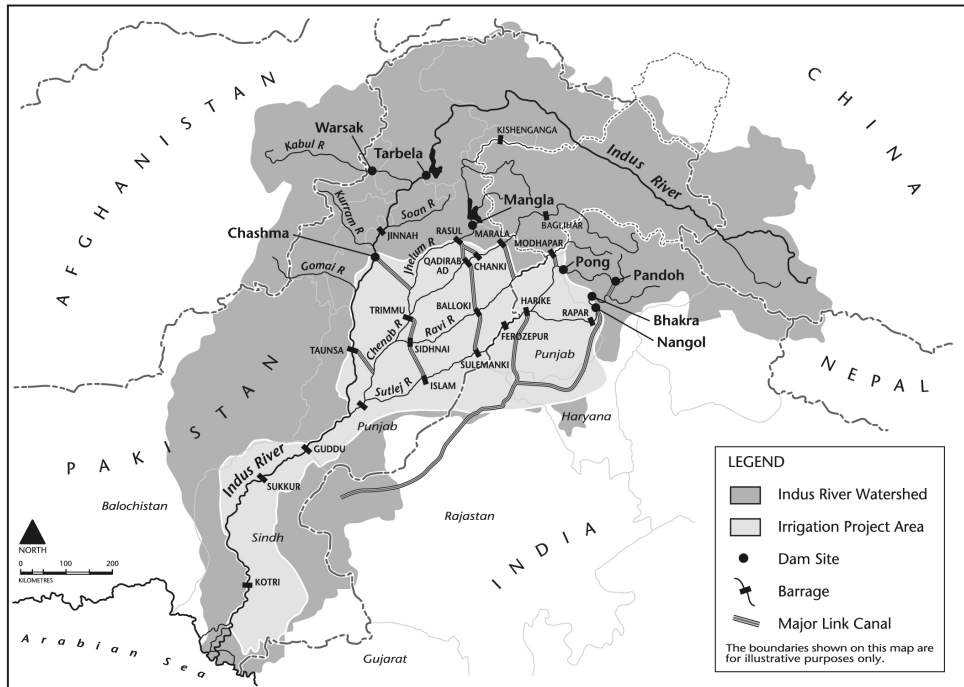 AFGHANISTAN
CHINA
Warsak
Kabul R
Tarbela
KISHENGANGA
Indus
River
Kurram R
Soan R
Mangla
JINNAH
RASUL
MARALA
BAGLIHAR
Chashma
Jhelum R
MODHAPAR
QADIRAB
AD
CHANKI
Pong
Gomai R
Pandoh
TRIMMU
BALLOKI
HARIKE
RAPAR
Chenab R
Ravi R
Bhakra
FEROZEPUR
Nangol
TAUNSA
SIDHNAI
Punjab
SULEMANKI
NEPAL
Sutlej R
ISLAM
Haryana
Punjab
PAKISTAN
GUDDU
Indus River
SUKKUR
Balochistan
Rajastan
INDIA
Sindh
NORTH
0 100 200
KILOMETRES
KOTRI
Arabian Sea
Gujarat
LEGEND
Indus River Watershed
Irrigation Project Area
Dam Site
Barrage
Major Link Canal
The boundaries shown on this map are
for illustrative purposes only.